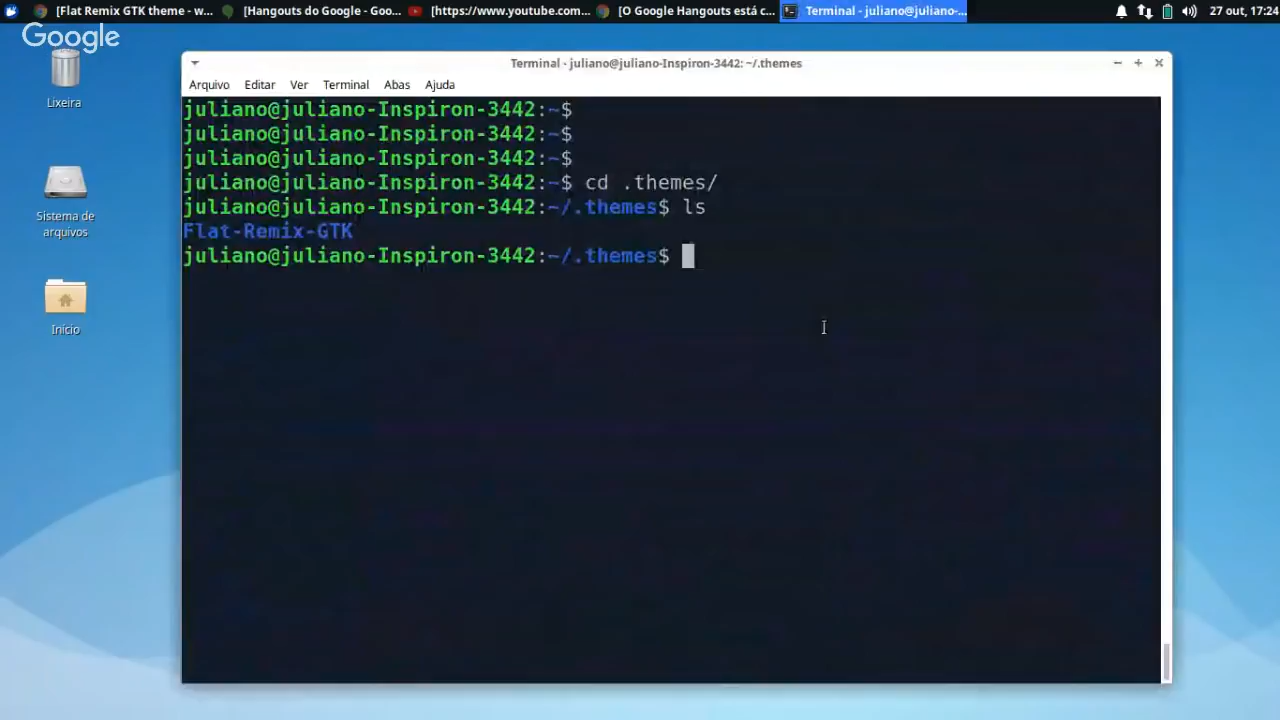 [Flat Remix GTK theme - w...
[Hangouts do Google - Goo...
[https://www.youtube.com...
[O Google Hangouts está c...
Terminal - juliano@juliano-...
27 out, 17:24
Google
Lixeira
Sistema de
arquivos
Início
Terminal - juliano@juliano-Inspiron-3442: ~/.themes
Arquivo Editar Ver Terminal Abas Ajuda
juliano@juliano-Inspiron-3442:~$
juliano@juliano-Inspiron-3442:~$
juliano@juliano-Inspiron-3442:~$
juliano@juliano-Inspiron-3442:~$ cd .themes/
juliano@juliano-Inspiron-3442:~/.themes$ ls
Flat-Remix-GTK
juliano@juliano-Inspiron-3442:~/.themes$